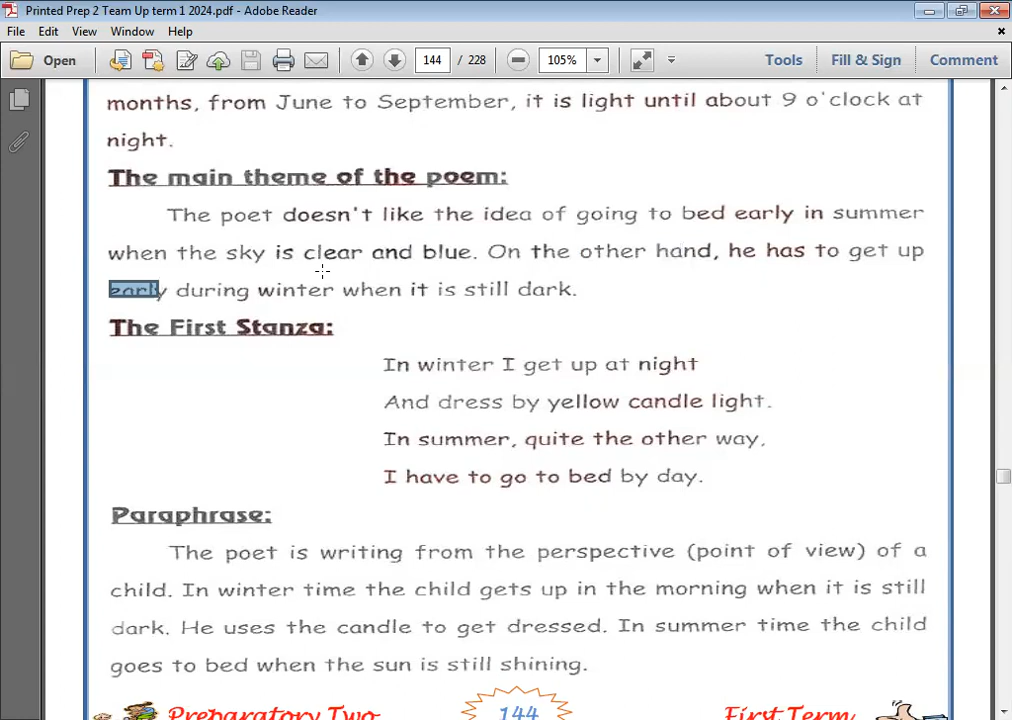 Printed Prep 2 Team Up term 1 2024.pdf - Adobe Reader
File Edit View Window Help
Open 144 / 228 105% Tools Fill & Sign Comment
months, from June to September, it is light until about 9 o'clock at
night.
The main theme of the poem:
The poet doesn't like the idea of going to bed early in summer
when the sky is clear and blue. On the other hand, he has to get up
early during winter when it is still dark.
The First Stanza:
In winter I get up at night
And dress by yellow candle light.
In summer, quite the other way,
I have to go to bed by day.
Paraphrase:
The poet is writing from the perspective (point of view) of a
child. In winter time the child gets up in the morning when it is still
dark. He uses the candle to get dressed. In summer time the child
goes to bed when the sun is still shining.
Preparatory Two 144 First Term